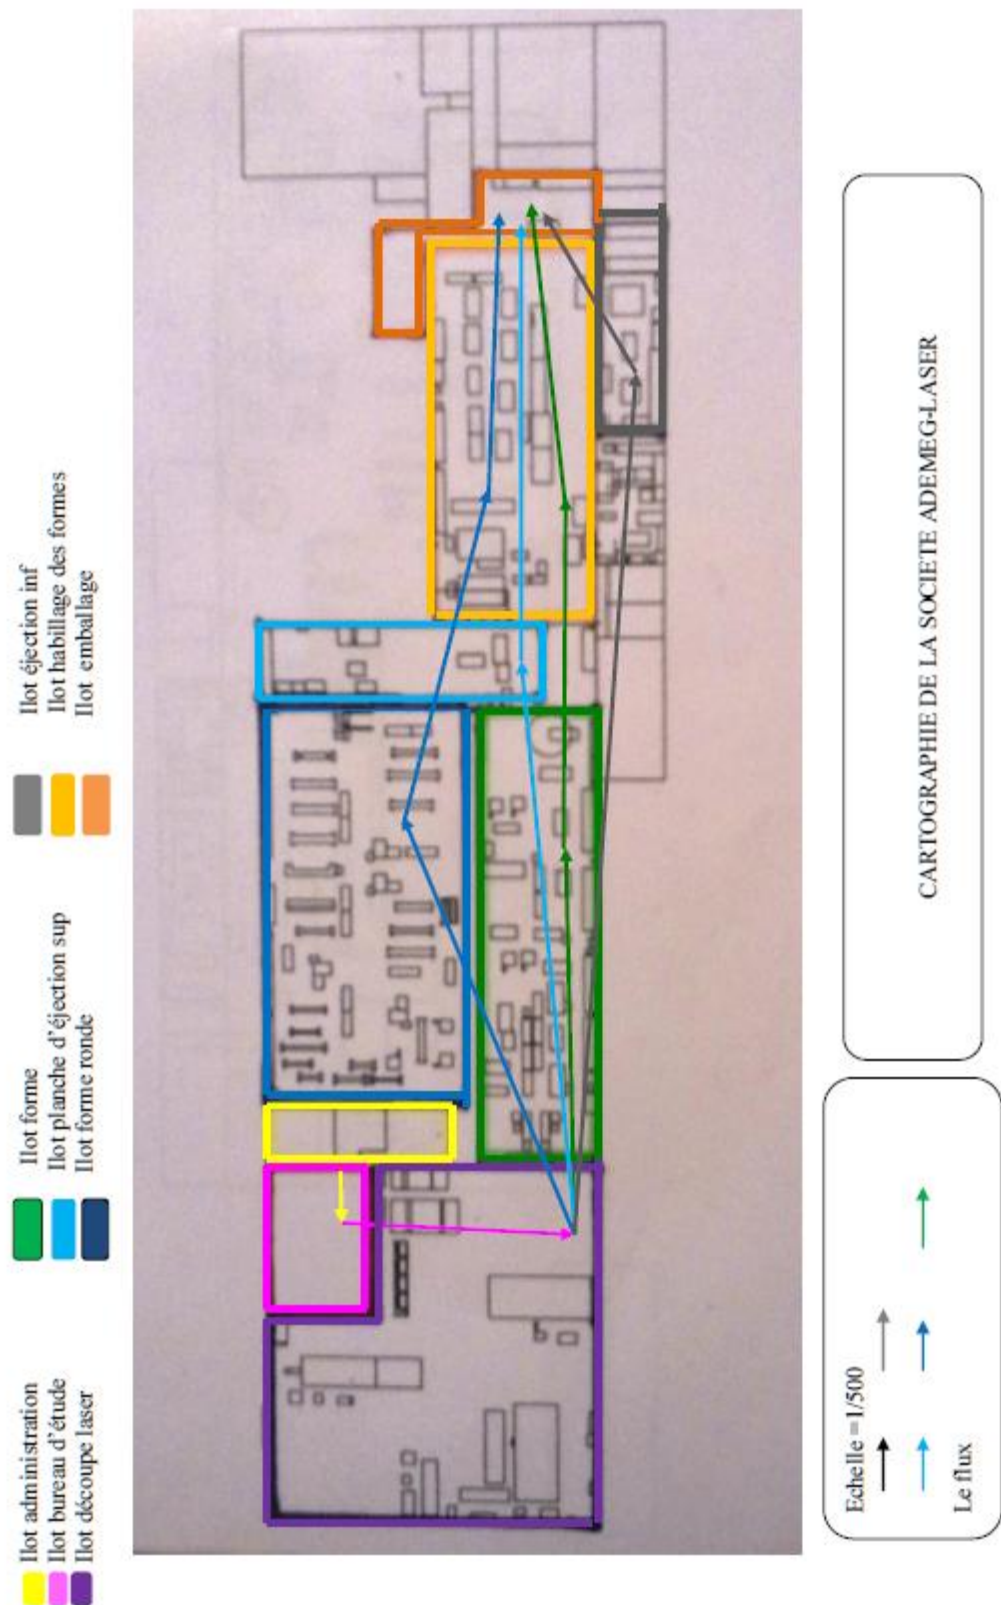 Ilot administration
Ilot bureau d'étude
Ilot découpe laser
Ilot forme
Ilot planche d'éjection sup
Ilot forme ronde
Ilot éjection inf
Ilot habillage des formes
Ilot emballage
Echelle =1/500
Le flux
CARTOGRAPHIE DE LA SOCIETE ADEMEG-LASER